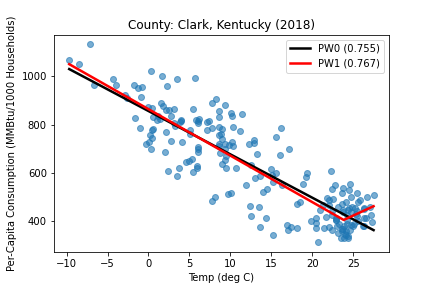 County: Clark, Kentucky (2018)
Per-Capita Consumption (MMBtu/1000 Households)
PW0 (0.755)
PW1 (0.767)
1000
800
600
400
−10 −5 0 5 10 15 20 25
Temp (deg C)